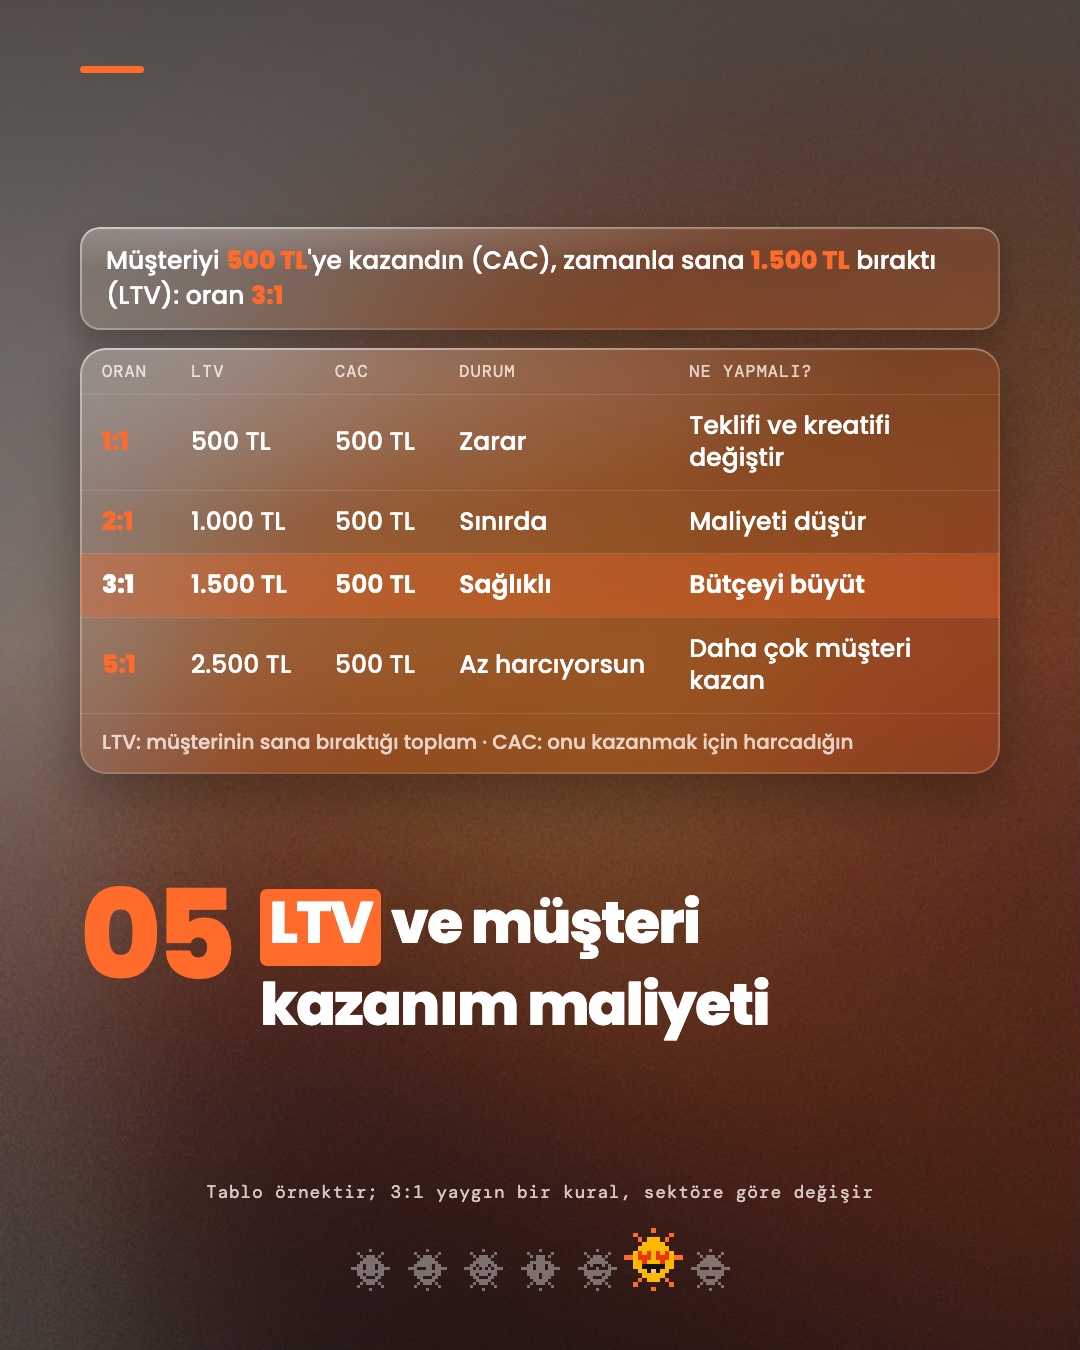 Müşteriyi 500 TL'ye kazandın (CAC), zamanla sana 1.500 TL bıraktı
(LTV): oran 3:1
ORAN LTV CAC DURUM NE YAPMALI?
1:1 500 TL 500 TL Zarar Teklifi ve kreatifi
değiştir
2:1 1.000 TL 500 TL Sınırda Maliyeti düşür
3:1 1.500 TL 500 TL Sağlıklı Bütçeyi büyüt
5:1 2.500 TL 500 TL Az harcıyorsun Daha çok müşteri
kazan
LTV: müşterinin sana bıraktığı toplam · CAC: onu kazanmak için harcadığın
05 LTV ve müşteri
kazanım maliyeti
Tablo örnektir; 3:1 yaygın bir kural, sektöre göre değişir